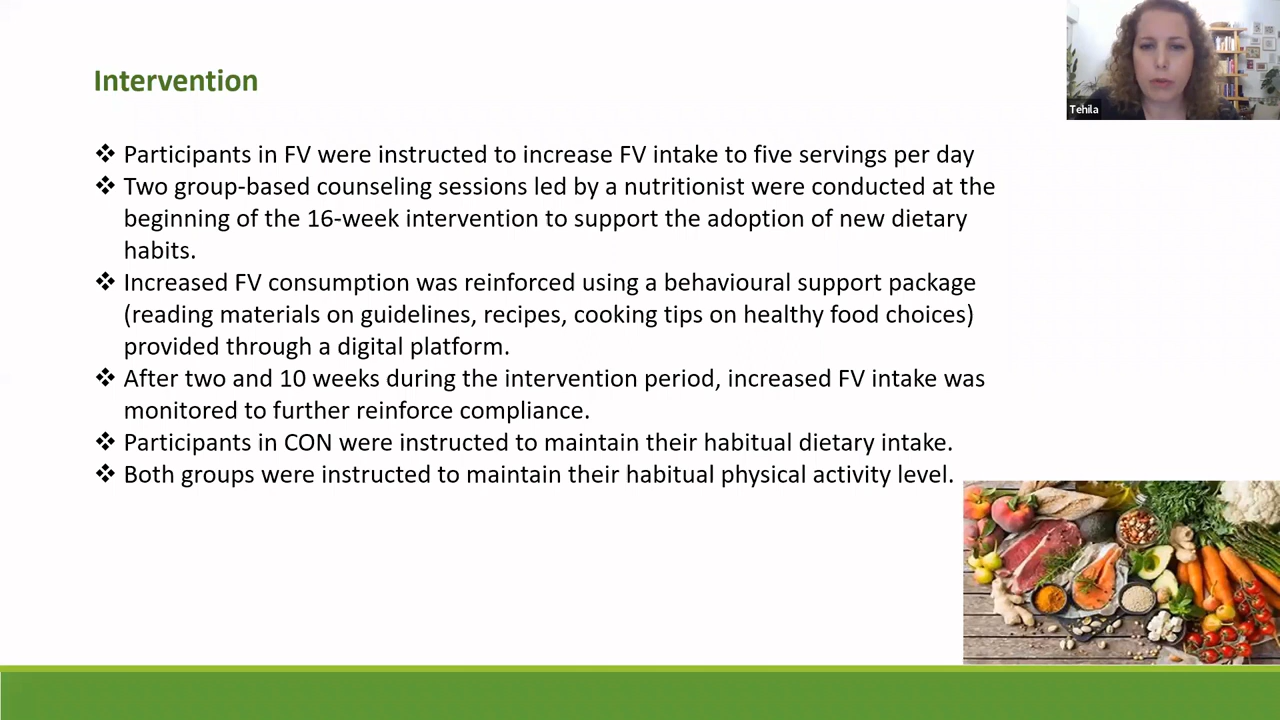 Intervention
Tehila
❖ Participants in FV were instructed to increase FV intake to five servings per day
❖ Two group-based counseling sessions led by a nutritionist were conducted at the
beginning of the 16-week intervention to support the adoption of new dietary
habits.
❖ Increased FV consumption was reinforced using a behavioural support package
(reading materials on guidelines, recipes, cooking tips on healthy food choices)
provided through a digital platform.
❖ After two and 10 weeks during the intervention period, increased FV intake was
monitored to further reinforce compliance.
❖ Participants in CON were instructed to maintain their habitual dietary intake.
❖ Both groups were instructed to maintain their habitual physical activity level.